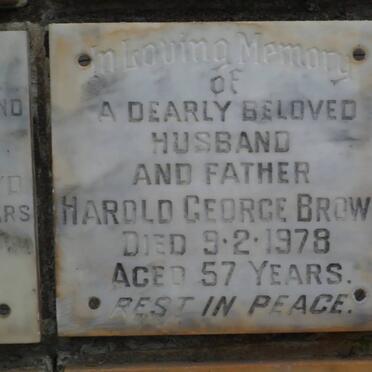 In Loving Memory
of
A DEARLY BELOVED
HUSBAND
AND FATHER
HAROLD GEORGE BROW
DIED 9·2·1978
AGED 57 YEARS.
REST IN PEACE.